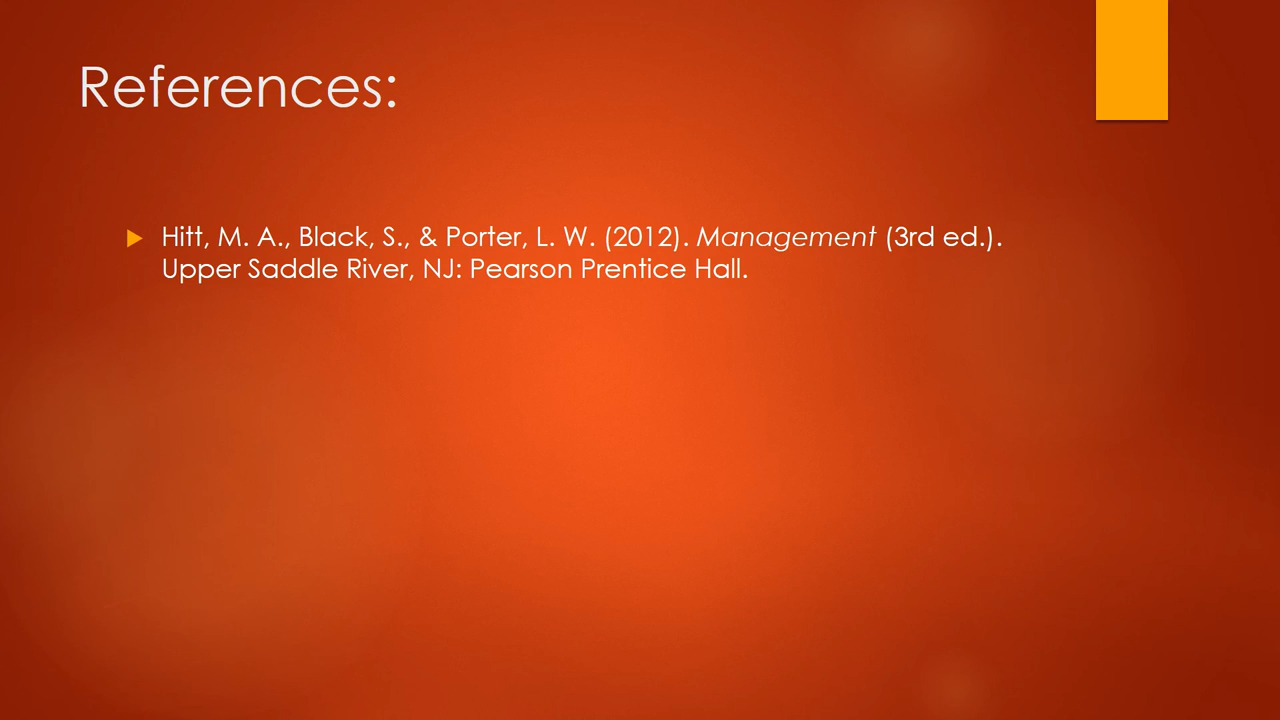 References:
Hitt, M. A., Black, S., & Porter, L. W. (2012). Management (3rd ed.).
Upper Saddle River, NJ: Pearson Prentice Hall.